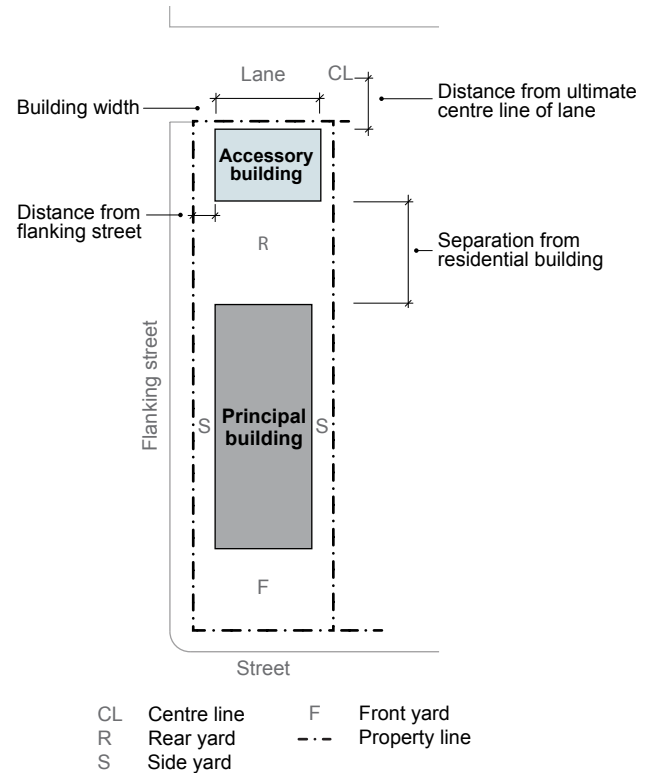 Lane
CL
Building width
Distance from ultimate
centre line of lane
Accessory
building
Distance from
flanking street
R
Separation from
residential building
Flanking street
S
Principal
building
S
F
Street
CL Centre line
F Front yard
R Rear yard
Property line
S Side yard